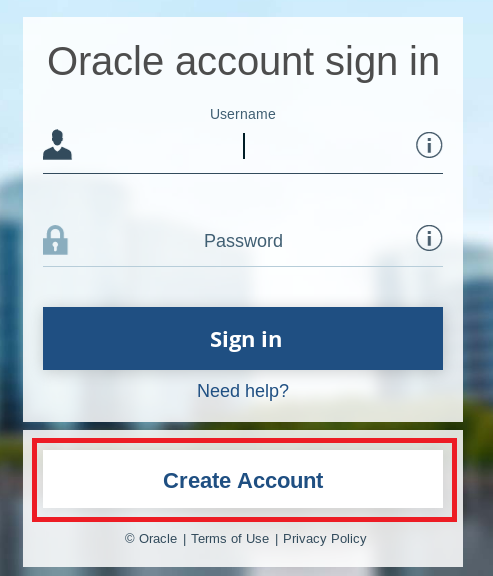 Oracle account sign in
Username
Password
Sign in
Need help?
Create Account
© Oracle | Terms of Use | Privacy Policy